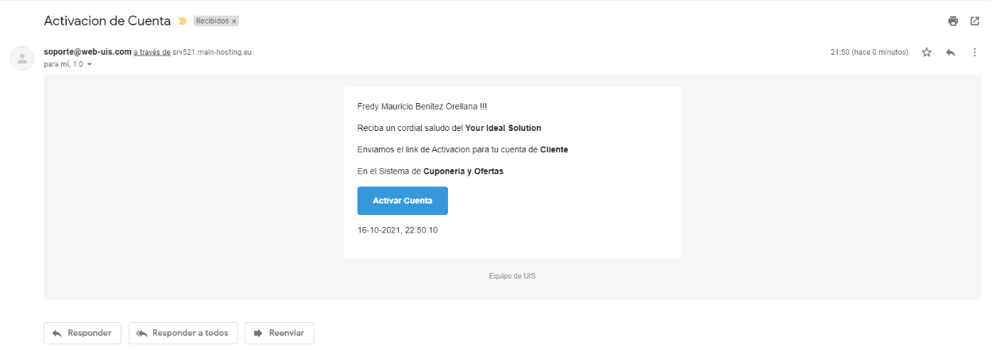 Activacion de Cuenta Recibidos x
soporte@web-uis.com a través de srv521.main-hosting.eu 21:50 (hace 0 minutos)
para mí, 1.0
Fredy Mauricio Benitez Orellana !!!
Reciba un cordial saludo del Your Ideal Solution
Enviamos el link de Activacion para tu cuenta de Cliente
En el Sistema de Cuponeria y Ofertas
Activar Cuenta
16-10-2021, 22:50:10
Equipo de UIS
Responder Responder a todos Reenviar